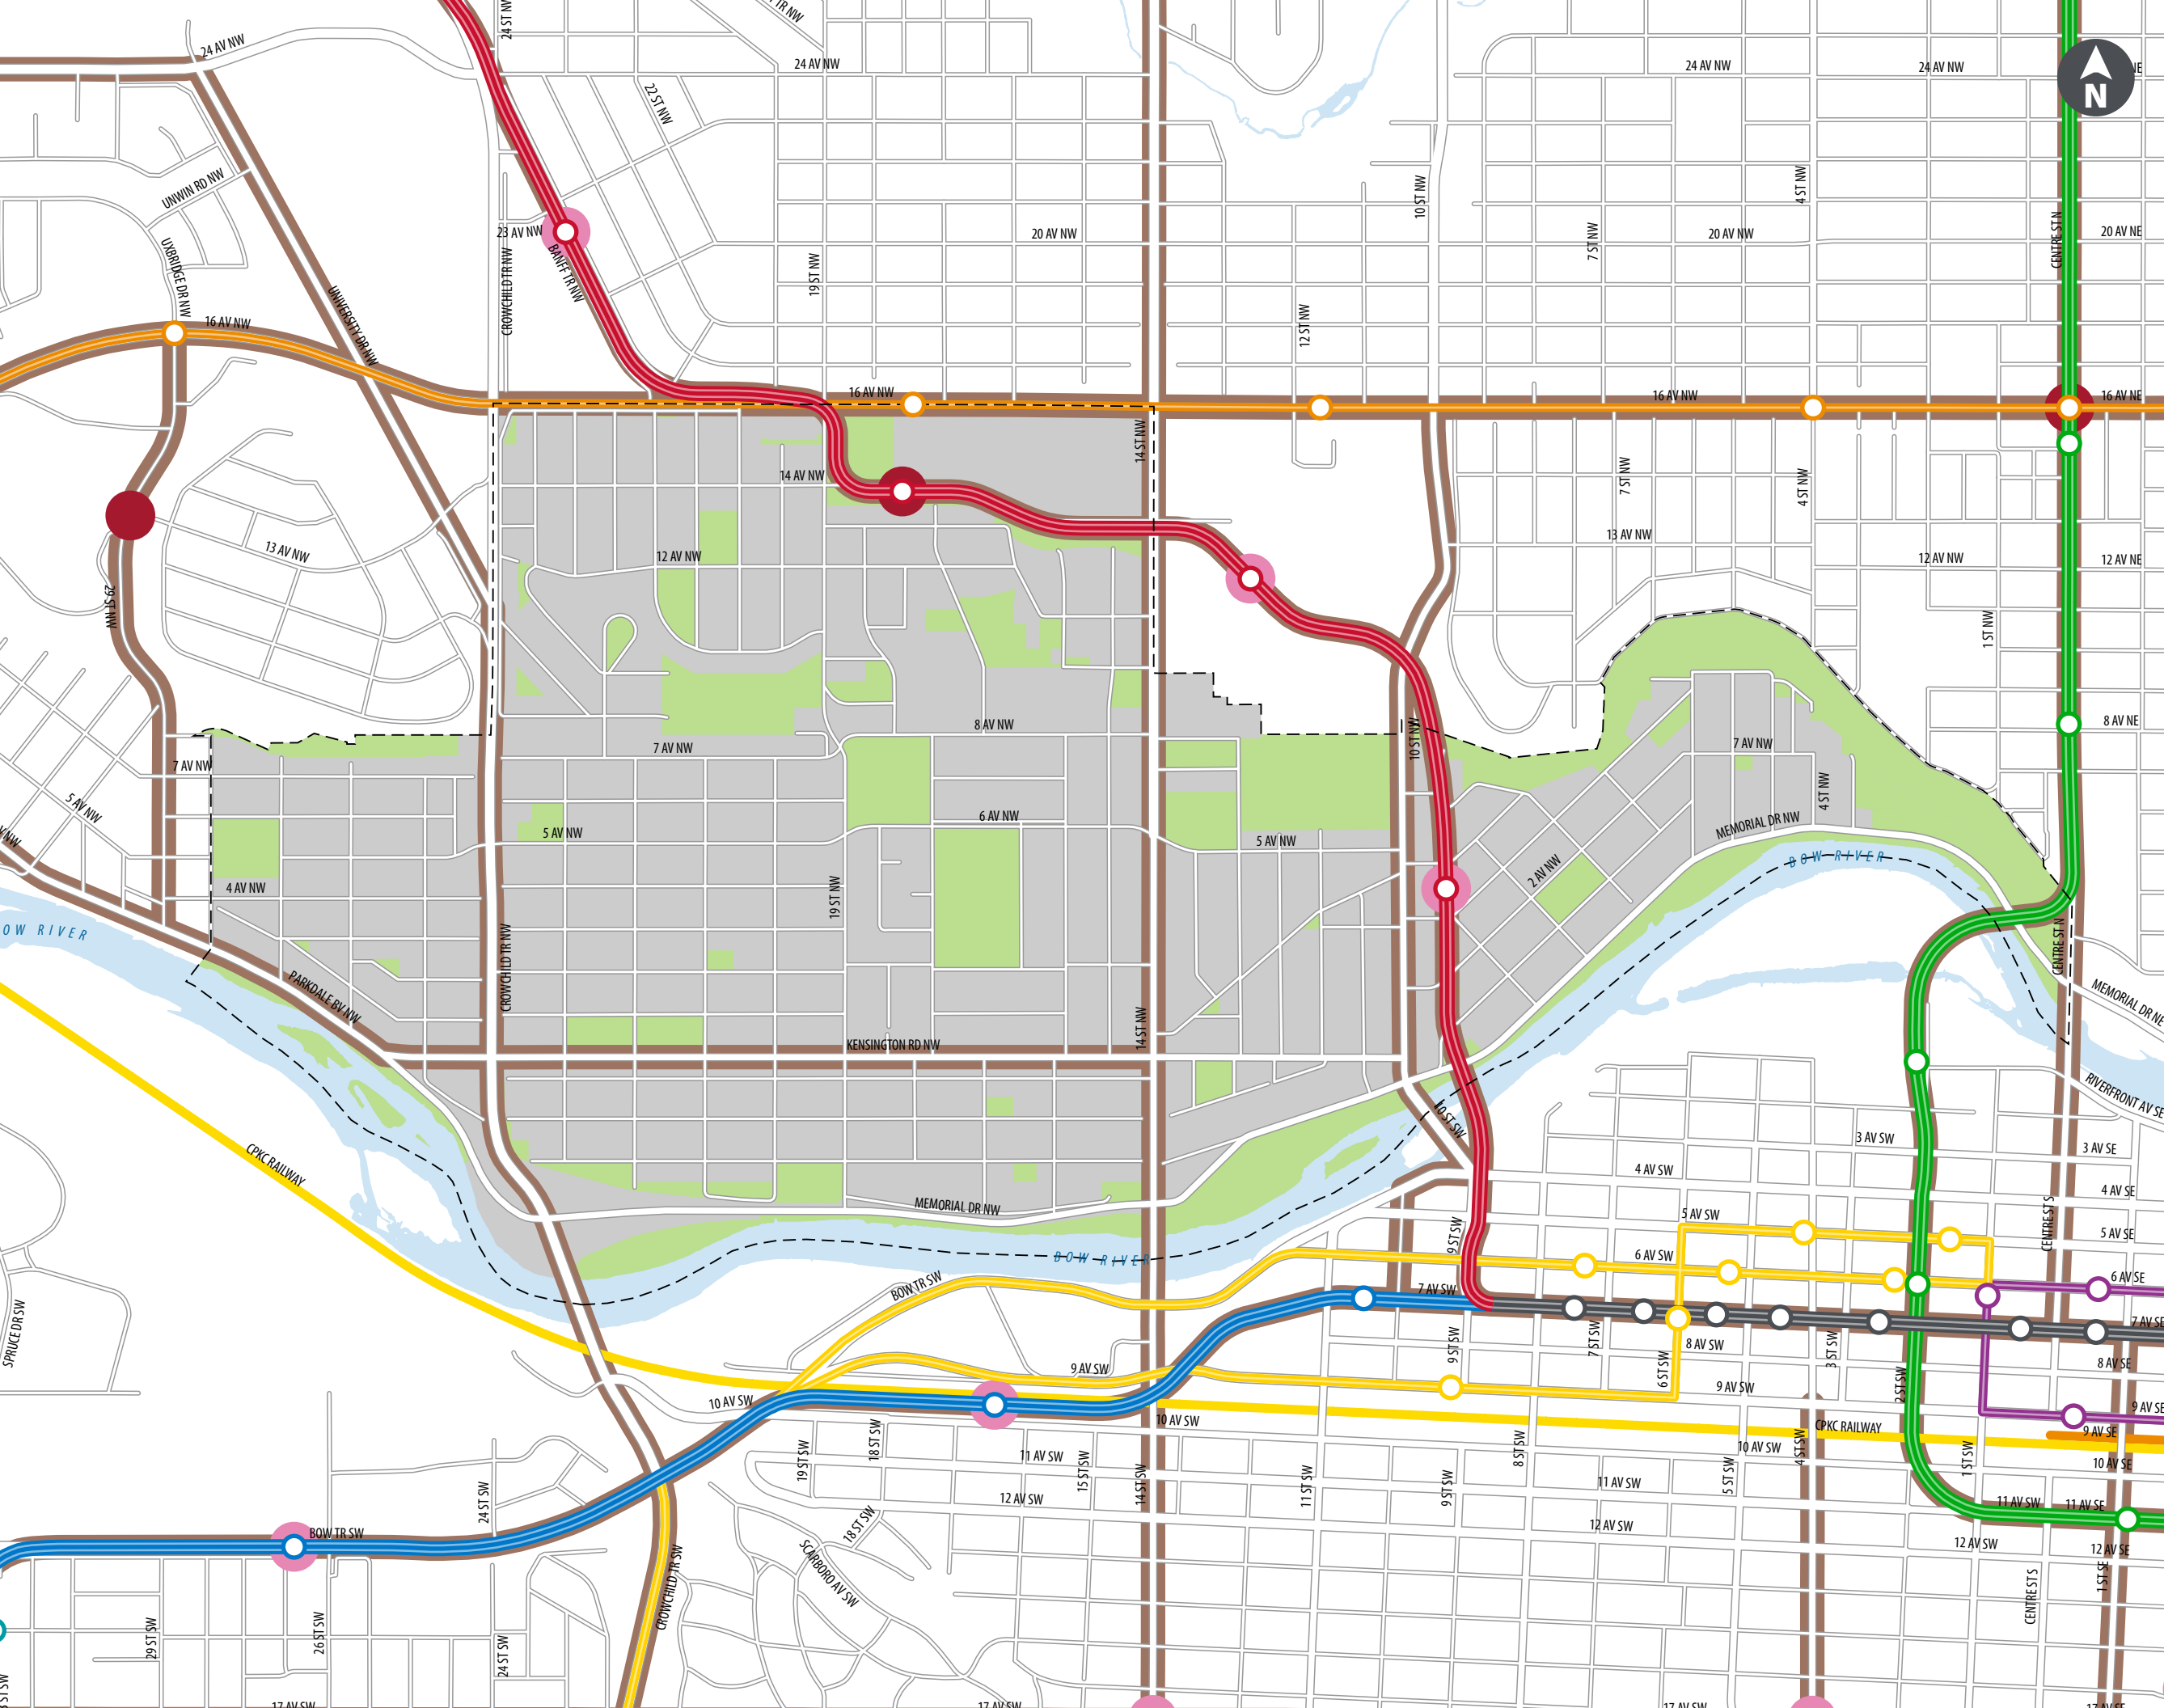 24 ST NW
TR NW
24 AV NW
24 AV NW
24 AV NW
24 AV NW
NE
N
22 ST NW
UNWIN RD NW
10 ST NW
4 ST NW
23 AV NW
20 AV NW
20 AV NW
20 AV NE
7 ST NW
CENTRE ST N
UXBRIDGE DR NW
BANFF TR NW
CROWCHILD TR NW
19 ST NW
UNIVERSITY DR NW
12 ST NW
16 AV NW
16 AV NW
16 AV NW
16 AV NE
14 ST NW
14 AV NW
7 ST NW
4 ST NW
13 AV NW
13 AV NW
12 AV NW
12 AV NW
12 AV NE
29 ST NW
1 ST NW
8 AV NW
8 AV NE
10 ST NW
7 AV NW
7 AV NW
7 AV NW
4 ST NW
5 AV NW
V NW
6 AV NW
MEMORIAL DR NW
5 AV NW
5 AV NW
BOW RIVER
2 AV NW
4 AV NW
19 ST NW
OW RIVER
CROWCHILD TR NW
CENTRE ST N
PARKDALE BV NW
14 ST NW
MEMORIAL DR NE
KENSINGTON RD NW
RIVERFRONT AV SE
10 ST SW
3 AV SW
3 AV SE
CPKC RAILWAY
4 AV SW
4 AV SE
MEMORIAL DR NW
5 AV SW
CENTRE ST S
5 AV SE
9 ST SW
6 AV SW
BOW RIVER
6 AV SE
BOW TR SW
7 AV SW
7 AV SE
SPRUCE DR SW
9 ST SW
7 ST SW
8 AV SW
3 ST SW
8 AV SE
9 AV SW
6 ST SW
9 AV SW
2 ST SW
10 AV SW
10 AV SW
9 AV SE
CPKC RAILWAY
9 AV SE
19 ST SW
18 ST SW
11 AV SW
15 ST SW
14 ST SW
11 ST SW
9 ST SW
8 ST SW
5 ST SW
10 AV SW
4 ST SW
1 ST SW
10 AV SE
11 AV SW
24 ST SW
12 AV SW
11 AV SW
11 AV SE
BOW TR SW
18 ST SW
12 AV SW
12 AV SW
12 AV SE
SCARBORO AV SW
CROWCHILD TR SW
1 ST SE
CENTRE ST S
29 ST SW
26 ST SW
24 ST SW
ST SW
17 AV SW
17 AV SW
17 AV SW
17 AV SE